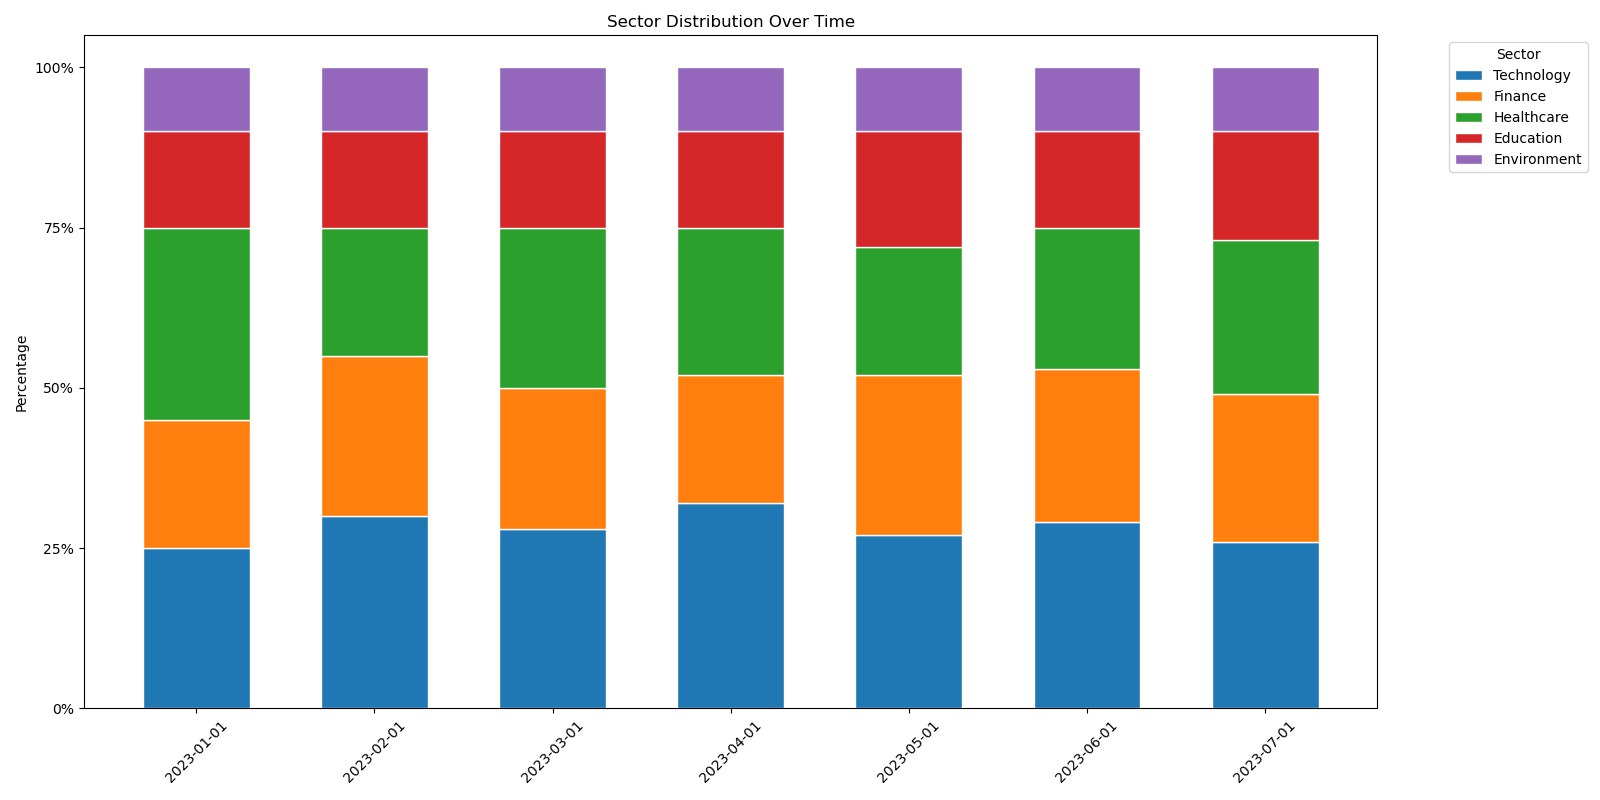 Sector Distribution Over Time
Sector
Technology
Finance
Healthcare
Education
Environment
Percentage
100%
75%
50%
25%
0%
2023-01-01
2023-02-01
2023-03-01
2023-04-01
2023-05-01
2023-06-01
2023-07-01